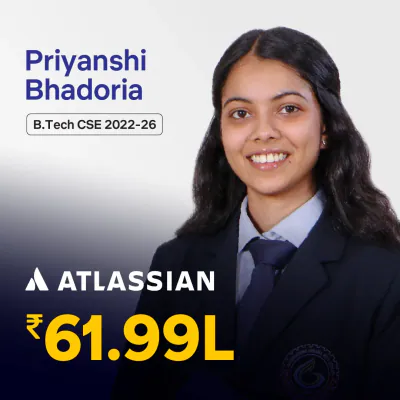 Priyanshi
Bhadoria
B.Tech CSE 2022-26
ATLASSIAN
₹61.99L